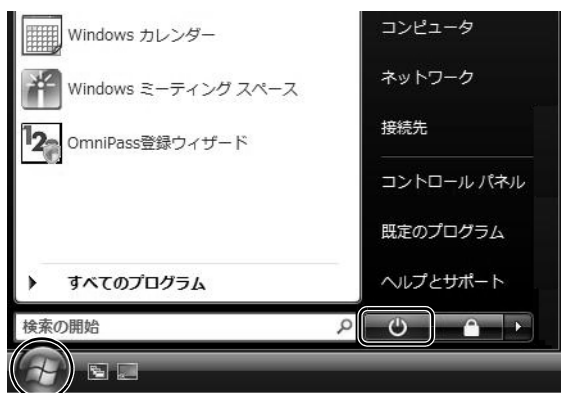 Windows カレンダー
Windows ミーティング スペース
OmniPass登録ウィザード
すべてのプログラム
検索の開始
コンピュータ
ネットワーク
接続先
コントロール パネル
既定のプログラム
ヘルプとサポート